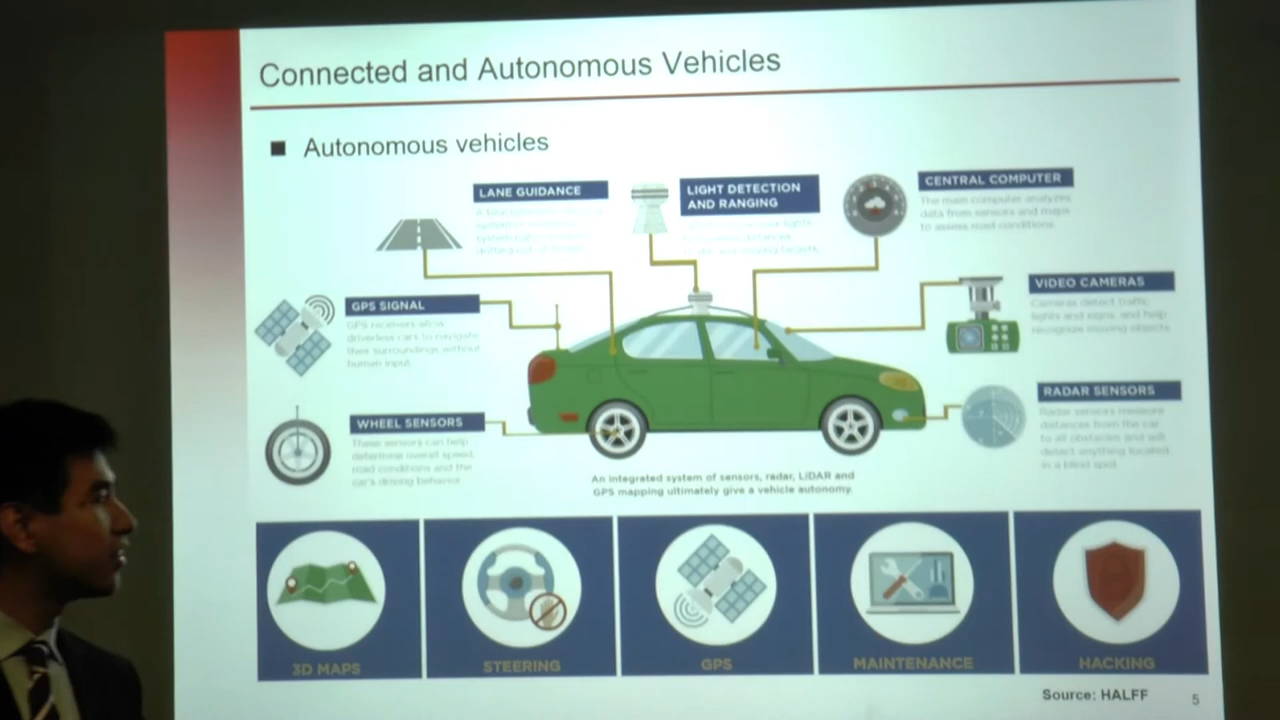 Connected and Autonomous Vehicles
Autonomous vehicles
LANE GUIDANCE
LIGHT DETECTION
AND RANGING
CENTRAL COMPUTER
The main computer analyzes
data from sensors and maps
to assess road conditions.
GPS SIGNAL
GPS receivers allow
driverless cars to navigate
their surroundings without
human input.
VIDEO CAMERAS
Cameras detect traffic
lights and signs, and help
recognize moving objects.
WHEEL SENSORS
These sensors can help
determine overall speed,
road conditions and the
car's driving behavior.
RADAR SENSORS
Radar sensors measure
distances from the car
to all obstacles and will
detect anything located
in a blind spot.
An integrated system of sensors, radar, LiDAR and
GPS mapping ultimately give a vehicle autonomy.
3D MAPS
STEERING
GPS
MAINTENANCE
HACKING
Source: HALFF
5